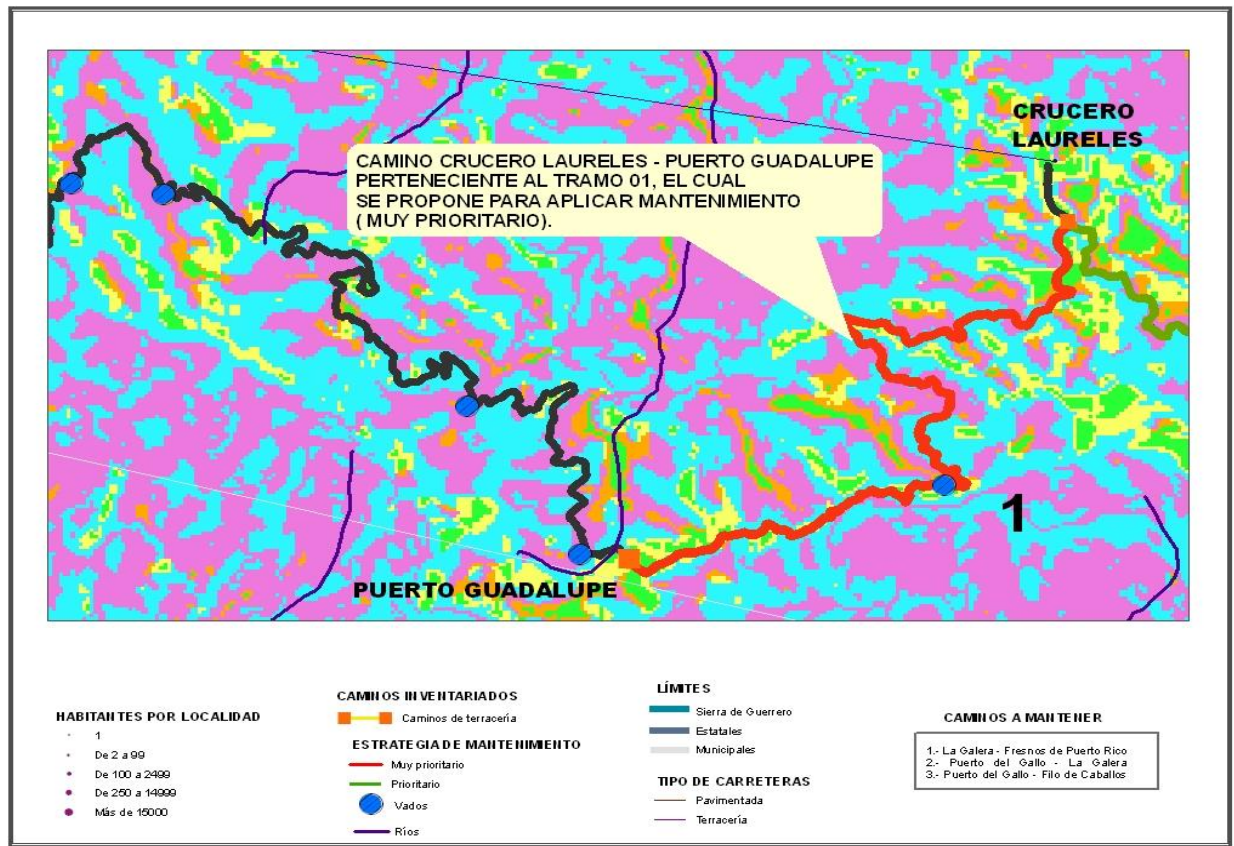 CRUCERO
LAURELES
CAMINO CRUCERO LAURELES - PUERTO GUADALUPE
PERTENECIENTE AL TRAMO 01, EL CUAL
SE PROPONE PARA APLICAR MANTENIMIENTO
( MUY PRIORITARIO).
1
PUERTO GUADALUPE
HABITANTES POR LOCALIDAD
1
De 2 a 99
De 100 a 2499
De 250 a 14999
Más de 15000
CAMINOS INVENTARIADOS
Caminos de terracería
ESTRATEGIA DE MANTENIMIENTO
Muy prioritario
Prioritario
Vados
Ríos
LÍMITES
Sierra de Guerrero
Estatales
Municipales
TIPO DE CARRETERAS
Pavimentada
Terracería
CAMINOS A MANTENER
1.- La Galera - Fresnos de Puerto Rico
2.- Puerto del Gallo - La Galera
3.- Puerto del Gallo - Filo de Caballos